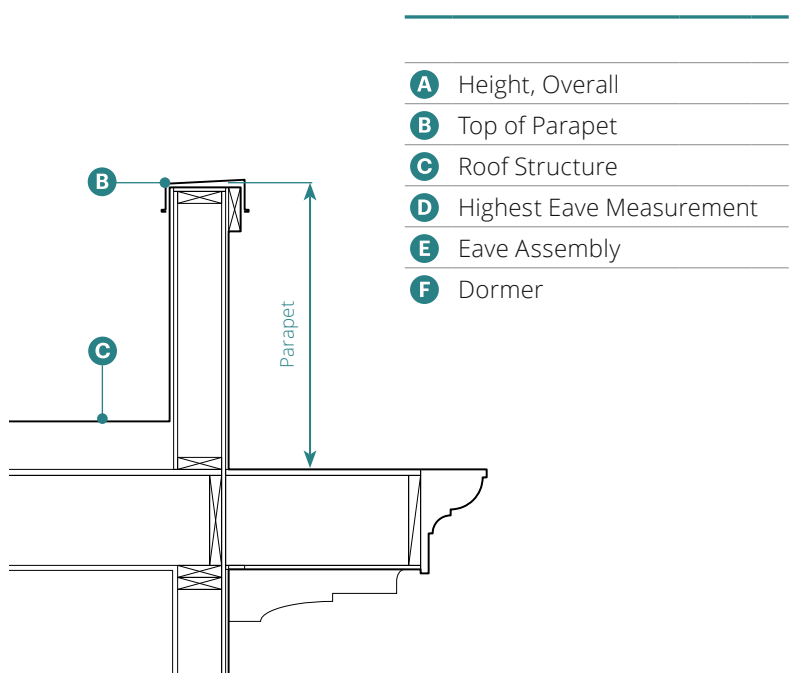 A Height, Overall
B Top of Parapet
C Roof Structure
D Highest Eave Measurement
E Eave Assembly
F Dormer
B
Parapet
C